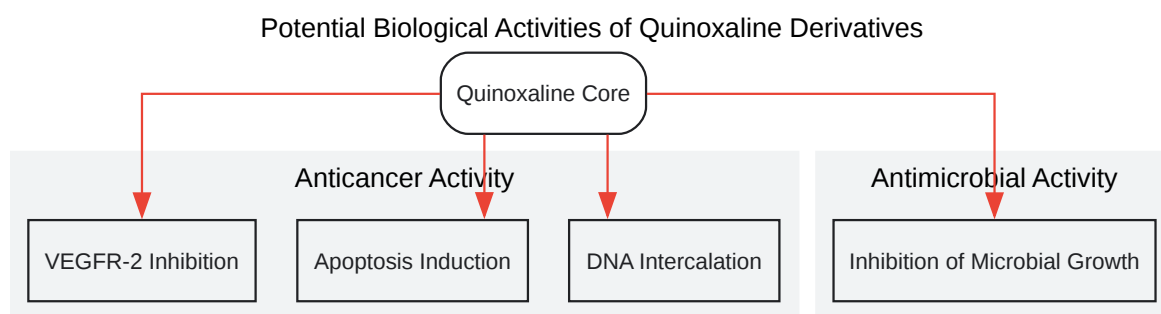 Potential Biological Activities of Quinoxaline Derivatives
Quinoxaline Core
Anticancer Activity
Antimicrobial Activity
VEGFR-2 Inhibition
Apoptosis Induction
DNA Intercalation
Inhibition of Microbial Growth